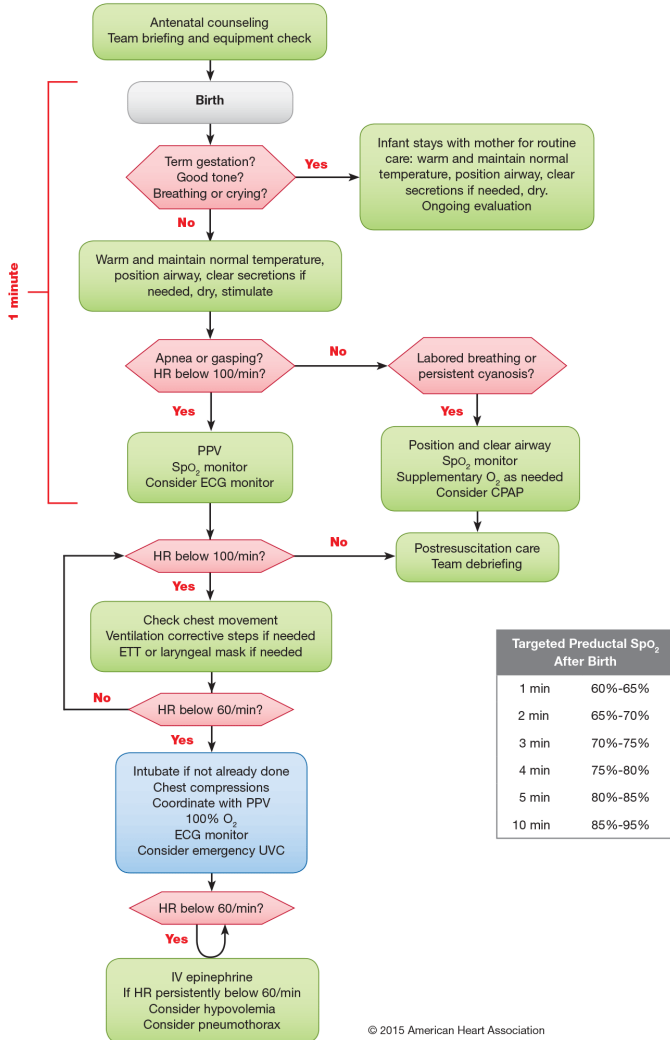 Antenatal counseling
Team briefing and equipment check
Birth
1 minute
Term gestation?
Good tone?
Breathing or crying?
Yes
Infant stays with mother for routine
care: warm and maintain normal
temperature, position airway, clear
secretions if needed, dry.
Ongoing evaluation
No
Warm and maintain normal temperature,
position airway, clear secretions if
needed, dry, stimulate
Apnea or gasping?
HR below 100/min?
No
Labored breathing or
persistent cyanosis?
Yes
Yes
PPV
SpO₂ monitor
Consider ECG monitor
Position and clear airway
SpO₂ monitor
Supplementary O₂ as needed
Consider CPAP
HR below 100/min?
No
Postresuscitation care
Team debriefing
Yes
Check chest movement
Ventilation corrective steps if needed
ETT or laryngeal mask if needed
No
HR below 60/min?
Yes
Intubate if not already done
Chest compressions
Coordinate with PPV
100% O₂
ECG monitor
Consider emergency UVC
HR below 60/min?
Yes
IV epinephrine
If HR persistently below 60/min
Consider hypovolemia
Consider pneumothorax
Targeted Preductal SpO₂
After Birth
1 min 60%-65%
2 min 65%-70%
3 min 70%-75%
4 min 75%-80%
5 min 80%-85%
10 min 85%-95%
© 2015 American Heart Association